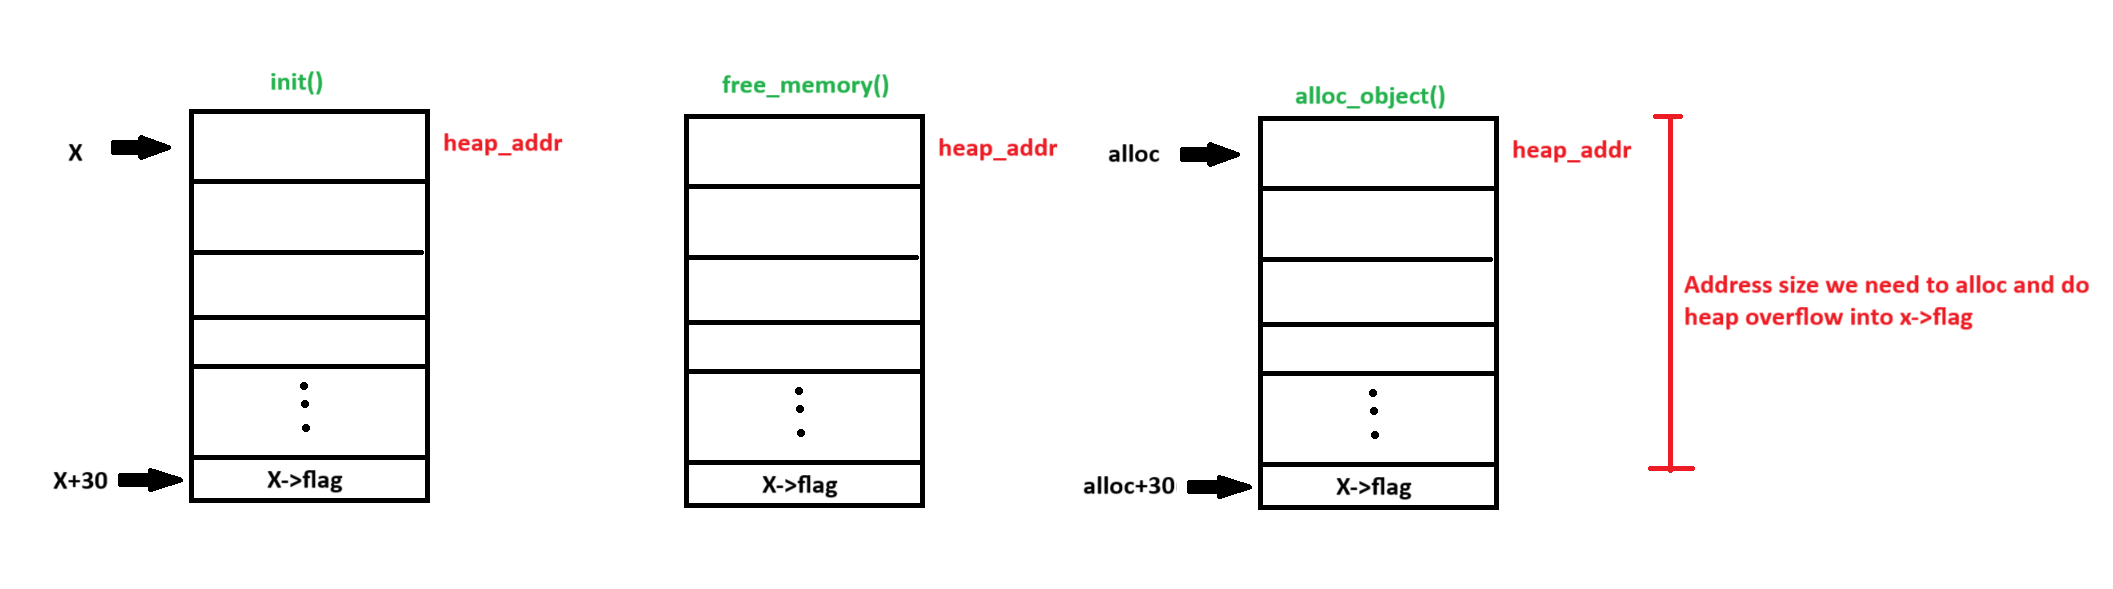 init()
X
heap_addr
X->flag
X+30
free_memory()
heap_addr
X->flag
alloc_object()
alloc
heap_addr
Address size we need to alloc and do
heap overflow into x->flag
X->flag
alloc+30